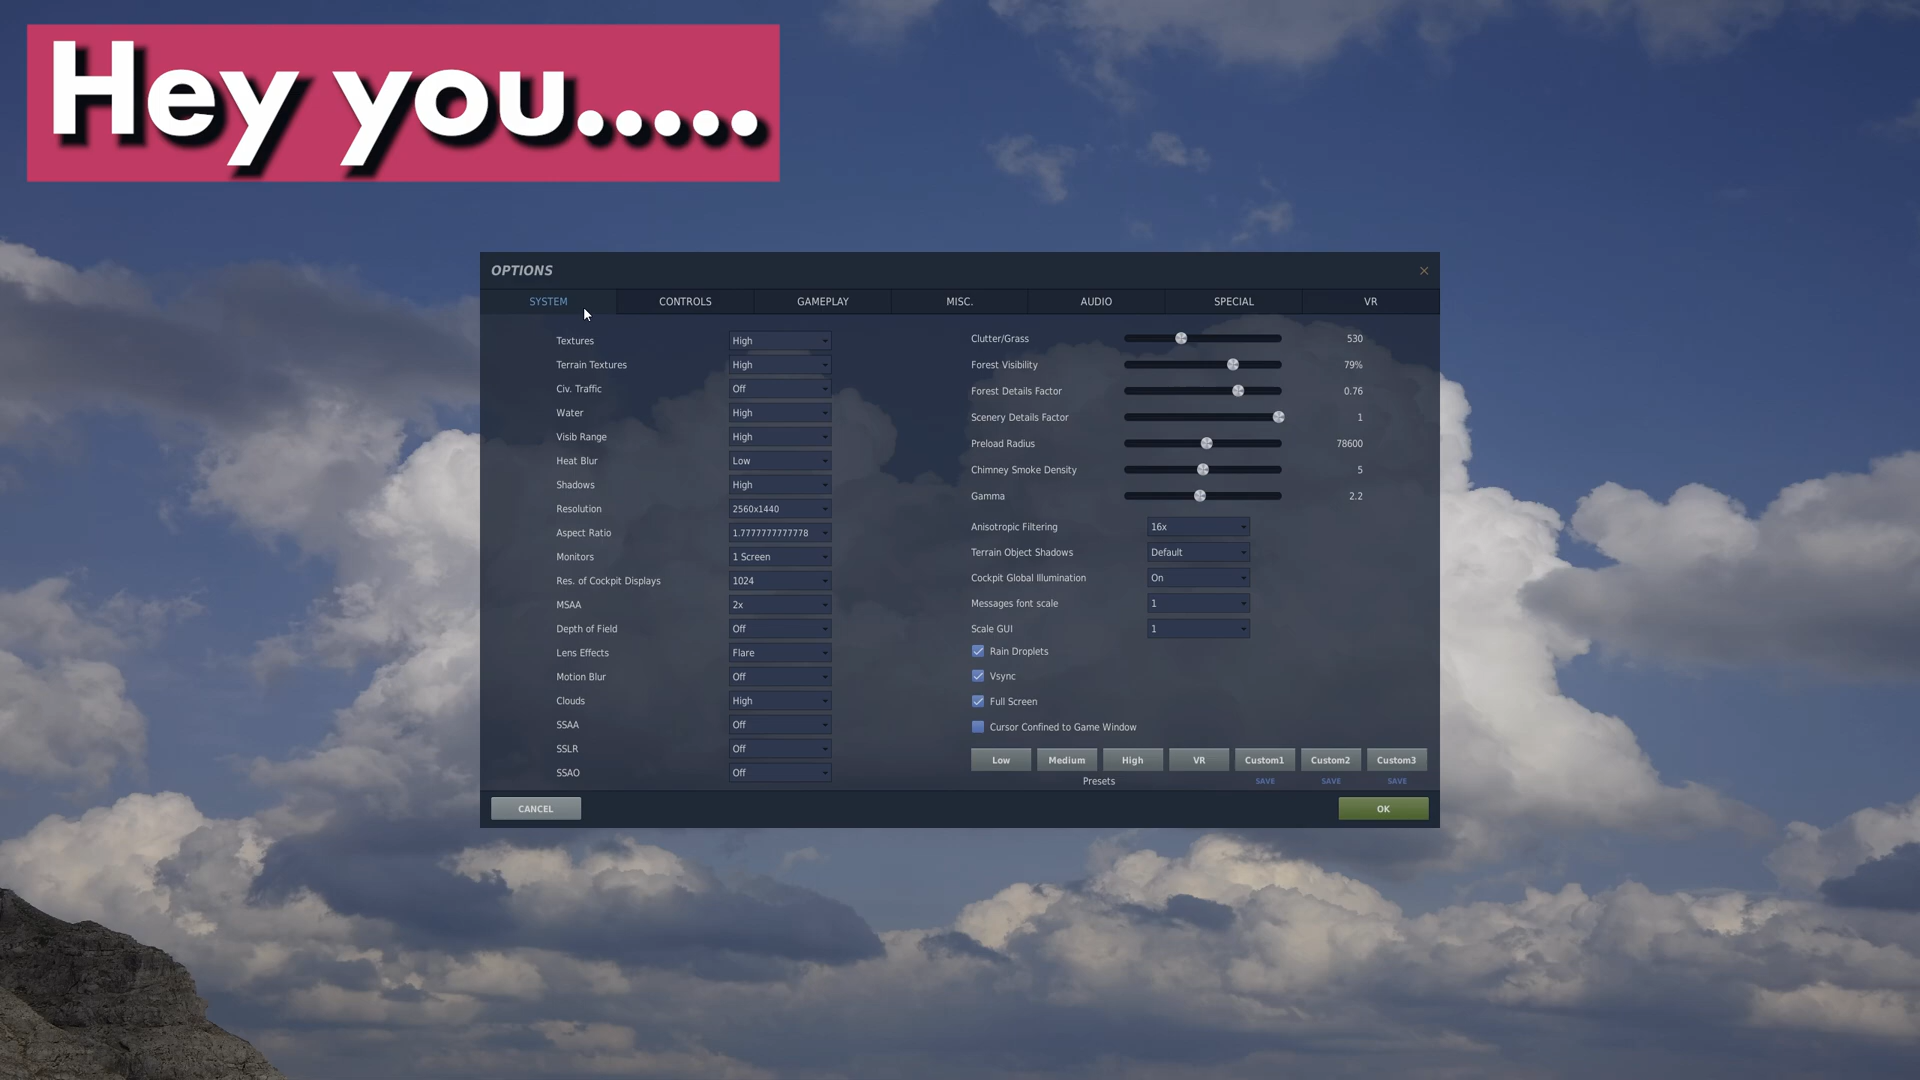 Hey you.....
OPTIONS
SYSTEM CONTROLS GAMEPLAY MISC. AUDIO SPECIAL VR
Textures High
Terrain Textures High
Civ. Traffic Off
Water High
Visib Range High
Heat Blur Low
Shadows High
Resolution 2560x1440
Aspect Ratio 1.7777777777778
Monitors 1 Screen
Res. of Cockpit Displays 1024
MSAA 2x
Depth of Field Off
Lens Effects Flare
Motion Blur Off
Clouds High
SSAA Off
SSLR Off
SSAO Off
Clutter/Grass 530
Forest Visibility 79%
Forest Details Factor 0.76
Scenery Details Factor 1
Preload Radius 78600
Chimney Smoke Density 5
Gamma 2.2
Anisotropic Filtering 16x
Terrain Object Shadows Default
Cockpit Global Illumination On
Messages font scale 1
Scale GUI 1
Rain Droplets
Vsync
Full Screen
Cursor Confined to Game Window
Low Medium High VR Custom1 Custom2 Custom3
Presets SAVE SAVE SAVE
CANCEL OK